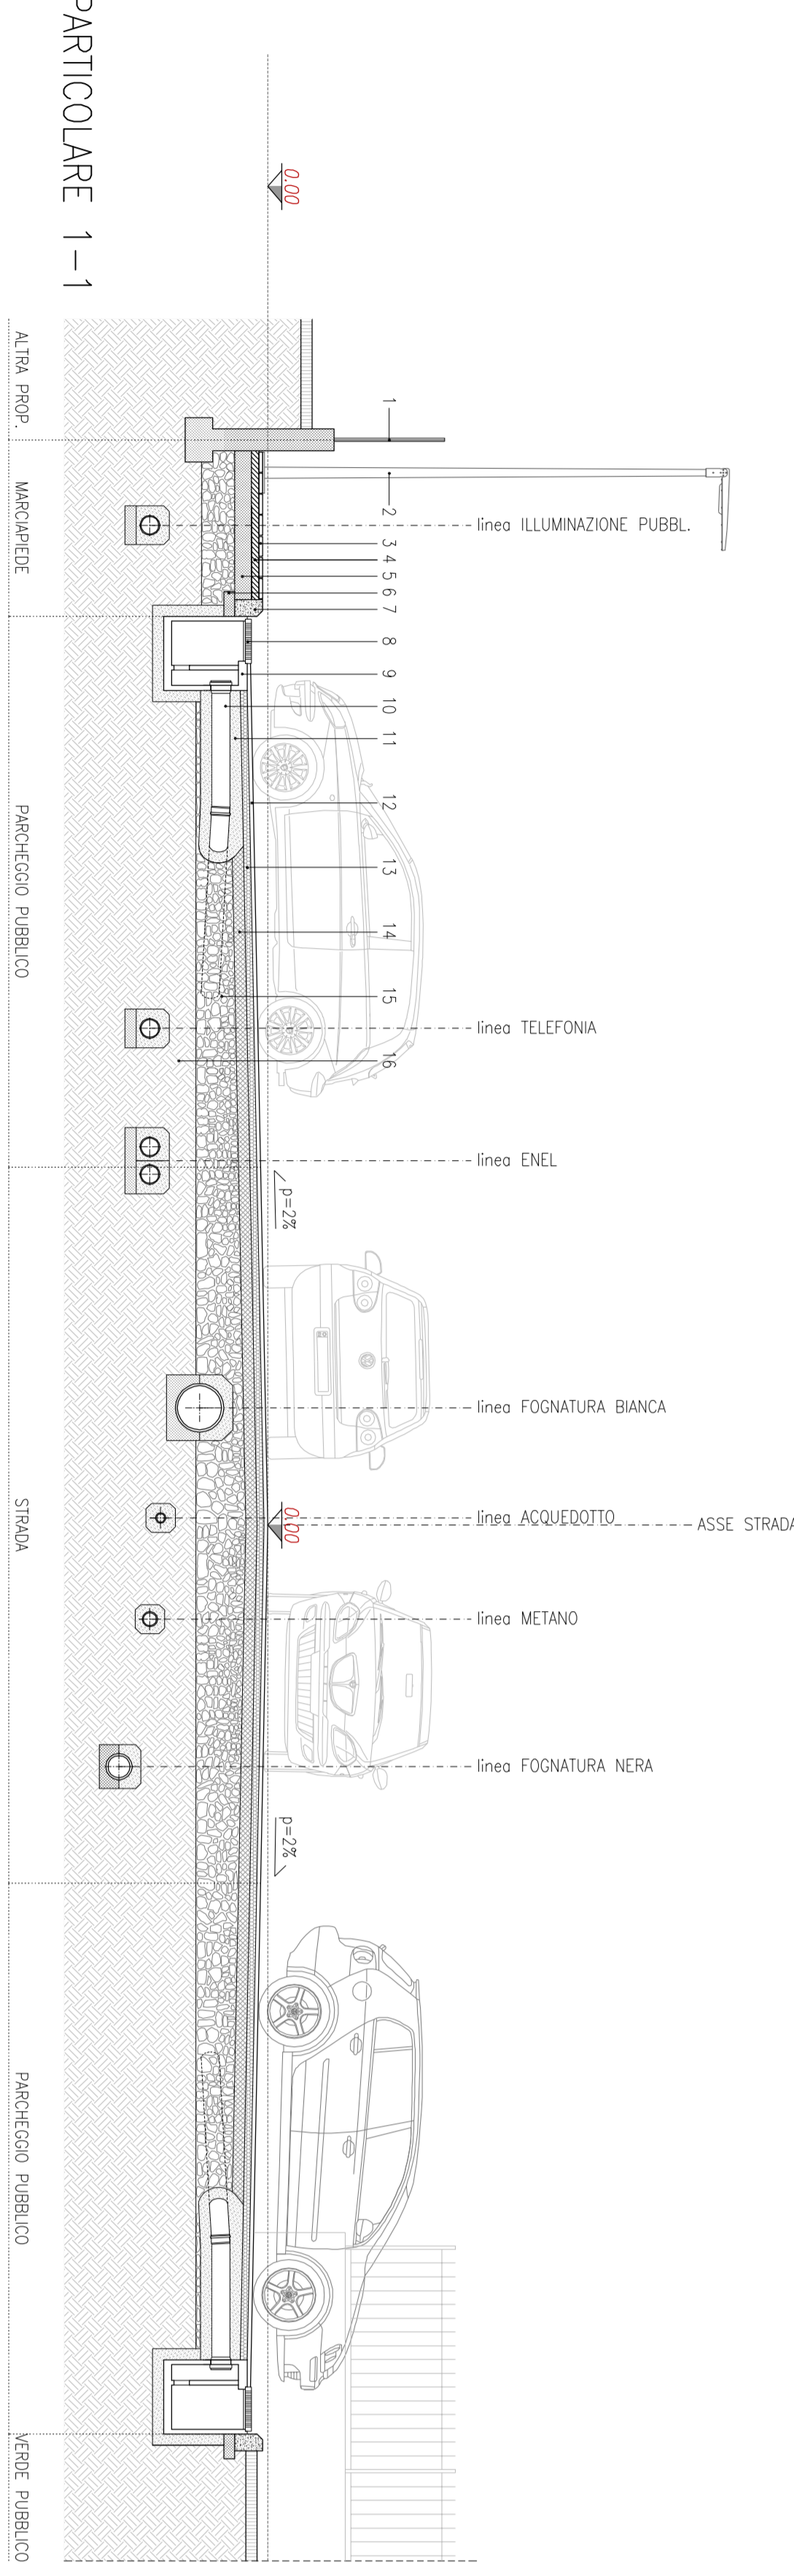 PARTICOLARE 1-1
0.00
1
2
3
4
5
6
7
8
9
10
11
12
13
14
15
16
linea ILLUMINAZIONE PUBBL.
linea TELEFONIA
linea ENEL
p=2%
linea FOGNATURA BIANCA
linea ACQUEDOTTO
ASSE STRADA
0.00
linea METANO
linea FOGNATURA NERA
p=2%
ALTRA PROP.
MARCIAPIEDE
PARCHEGGIO PUBBLICO
STRADA
PARCHEGGIO PUBBLICO
VERDE PUBBLICO